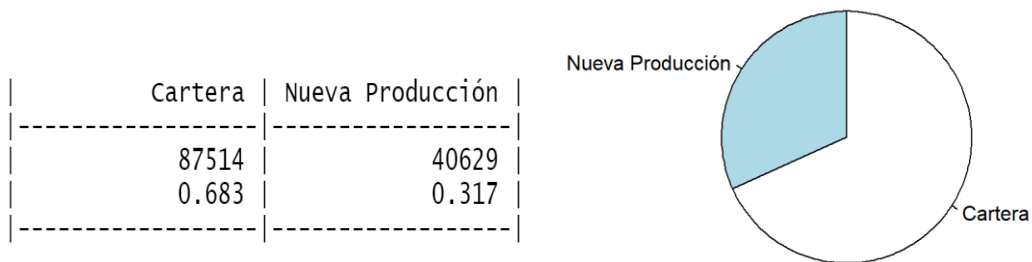 | Cartera | Nueva Producción |
|------------------|------------------|
| 87514 | 40629 |
| 0.683 | 0.317 |
|------------------|------------------|
Nueva Producción
Cartera